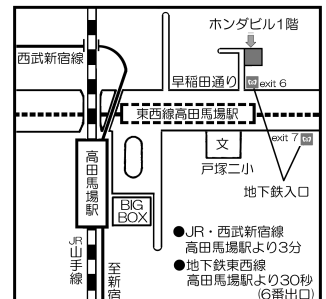 ホンダビル1階
西武新宿線
早稲田通り
exit 6
東西線高田馬場駅
exit 7
文
戸塚二小
地下鉄入口
高田馬場駅
BIG
BOX
JR
山手線
至新宿
●JR・西武新宿線
高田馬場駅より3分
●地下鉄東西線
高田馬場駅より30秒
(6番出口)